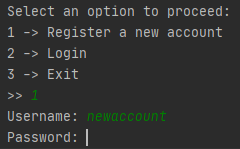 Select an option to proceed:
1 -> Register a new account
2 -> Login
3 -> Exit
>> 1
Username: newaccount
Password: